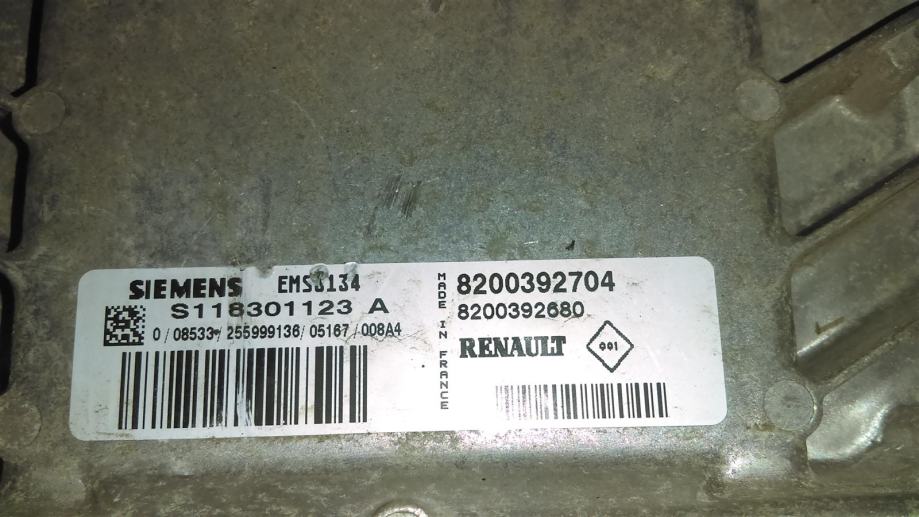 SIEMENS EMS3134
S118301123 A
0 / 08533 / 255999136 / 05167 / 008A4
MADE IN FRANCE
8200392704
8200392680
RENAULT
001